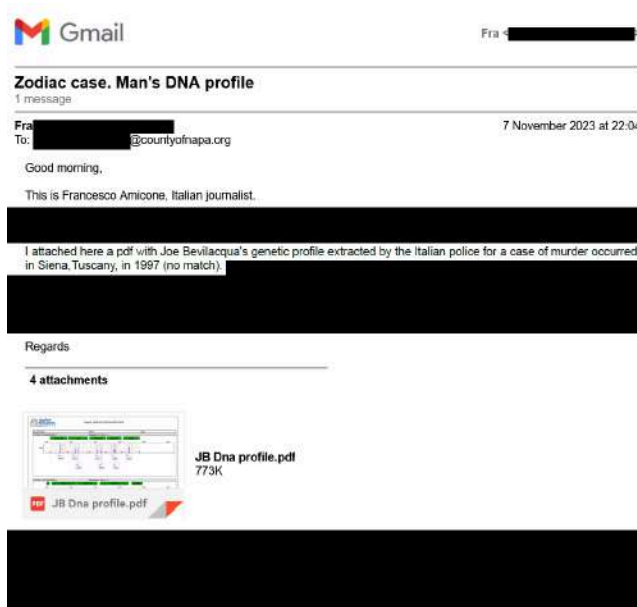 Gmail
Fra <
Zodiac case. Man's DNA profile
1 message
Fra
7 November 2023 at 22:04
To: @countyofnapa.org
Good morning,
This is Francesco Amicone, Italian journalist.
I attached here a pdf with Joe Bevilacqua's genetic profile extracted by the Italian police for a case of murder occurred
in Siena,Tuscany, in 1997 (no match).
Regards
4 attachments
JB Dna profile.pdf
773K
PDF JB Dna profile.pdf